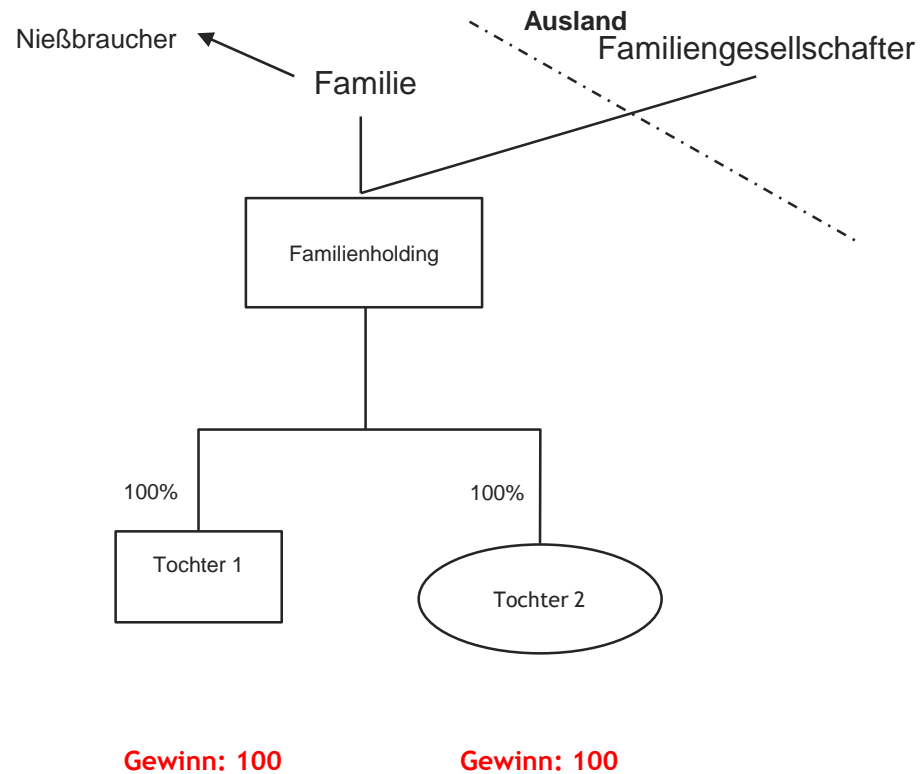 Ausland
Nießbraucher
Familiengesellschafter
Familie
Familienholding
100%
100%
Tochter 1
Tochter 2
Gewinn: 100
Gewinn: 100